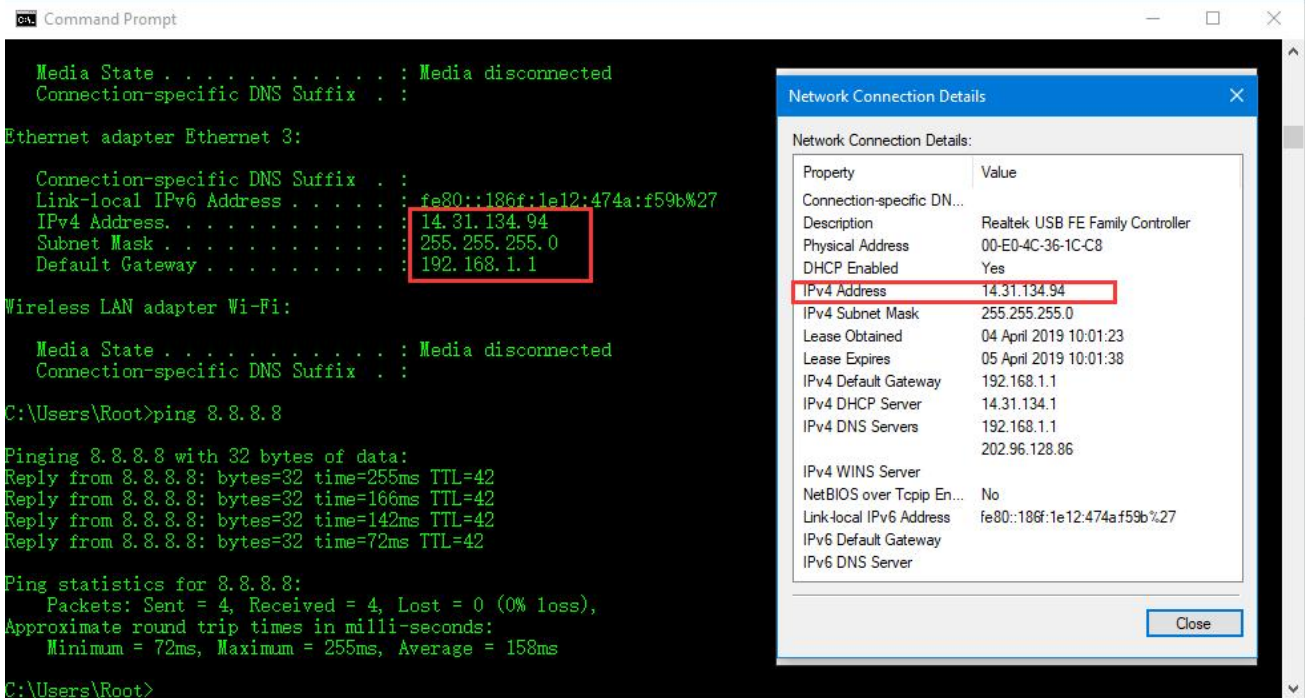 Command Prompt
Media State . . . . . . . . . . . : Media disconnected
Connection-specific DNS Suffix  . :
Ethernet adapter Ethernet 3:
Connection-specific DNS Suffix  . :
Link-local IPv6 Address . . . . . : fe80::186f:1e12:474a:f59b%27
IPv4 Address. . . . . . . . . . . : 14.31.134.94
Subnet Mask . . . . . . . . . . . : 255.255.255.0
Default Gateway . . . . . . . . . : 192.168.1.1
Wireless LAN adapter Wi-Fi:
Media State . . . . . . . . . . . : Media disconnected
Connection-specific DNS Suffix  . :
C:\Users\Root>ping 8.8.8.8
Pinging 8.8.8.8 with 32 bytes of data:
Reply from 8.8.8.8: bytes=32 time=255ms TTL=42
Reply from 8.8.8.8: bytes=32 time=166ms TTL=42
Reply from 8.8.8.8: bytes=32 time=142ms TTL=42
Reply from 8.8.8.8: bytes=32 time=72ms TTL=42
Ping statistics for 8.8.8.8:
Packets: Sent = 4, Received = 4, Lost = 0 (0% loss),
Approximate round trip times in milli-seconds:
Minimum = 72ms, Maximum = 255ms, Average = 158ms
C:\Users\Root>
Network Connection Details
Network Connection Details:
Property Value
Connection-specific DN...
Description Realtek USB FE Family Controller
Physical Address 00-E0-4C-36-1C-C8
DHCP Enabled Yes
IPv4 Address 14.31.134.94
IPv4 Subnet Mask 255.255.255.0
Lease Obtained 04 April 2019 10:01:23
Lease Expires 05 April 2019 10:01:38
IPv4 Default Gateway 192.168.1.1
IPv4 DHCP Server 14.31.134.1
IPv4 DNS Servers 192.168.1.1
202.96.128.86
IPv4 WINS Server
NetBIOS over Tcpip En... No
Link-local IPv6 Address fe80::186f:1e12:474a:f59b%27
IPv6 Default Gateway
IPv6 DNS Server
Close